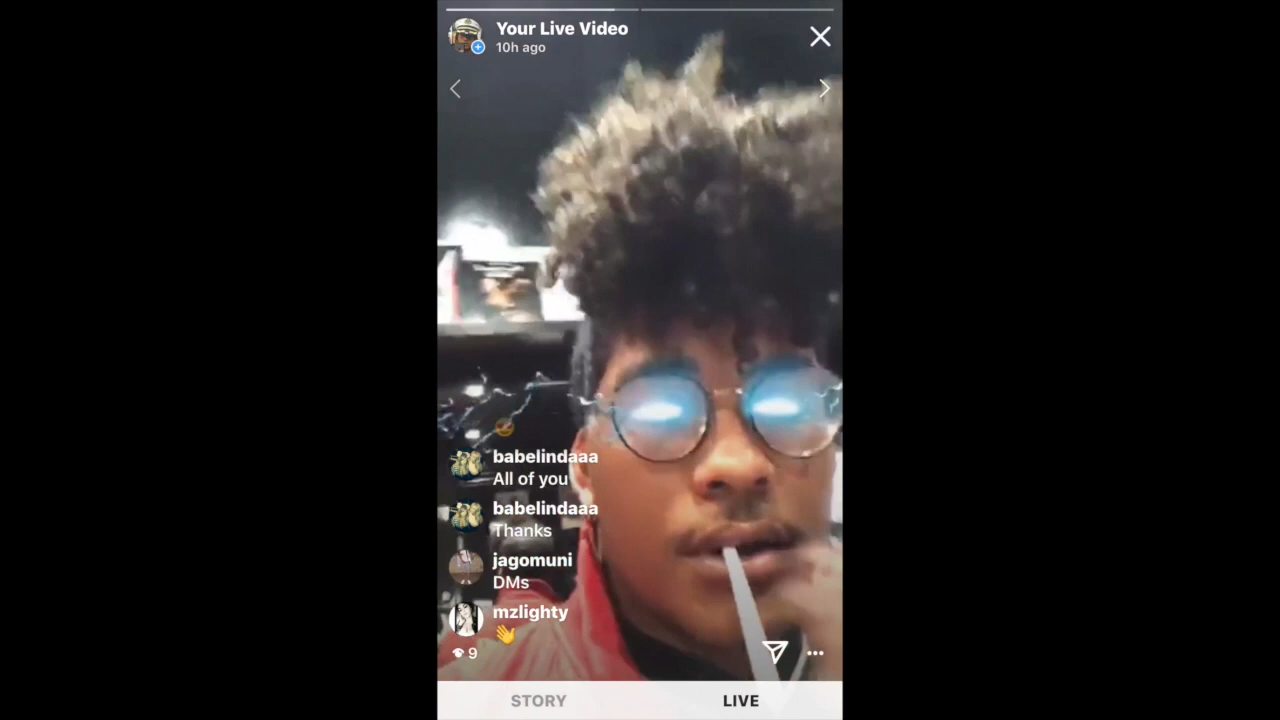 Your Live Video
10h ago
babelindaaa
All of you
babelindaaa
Thanks
jagomuni
DMs
mzlighty
👋
9
STORY
LIVE